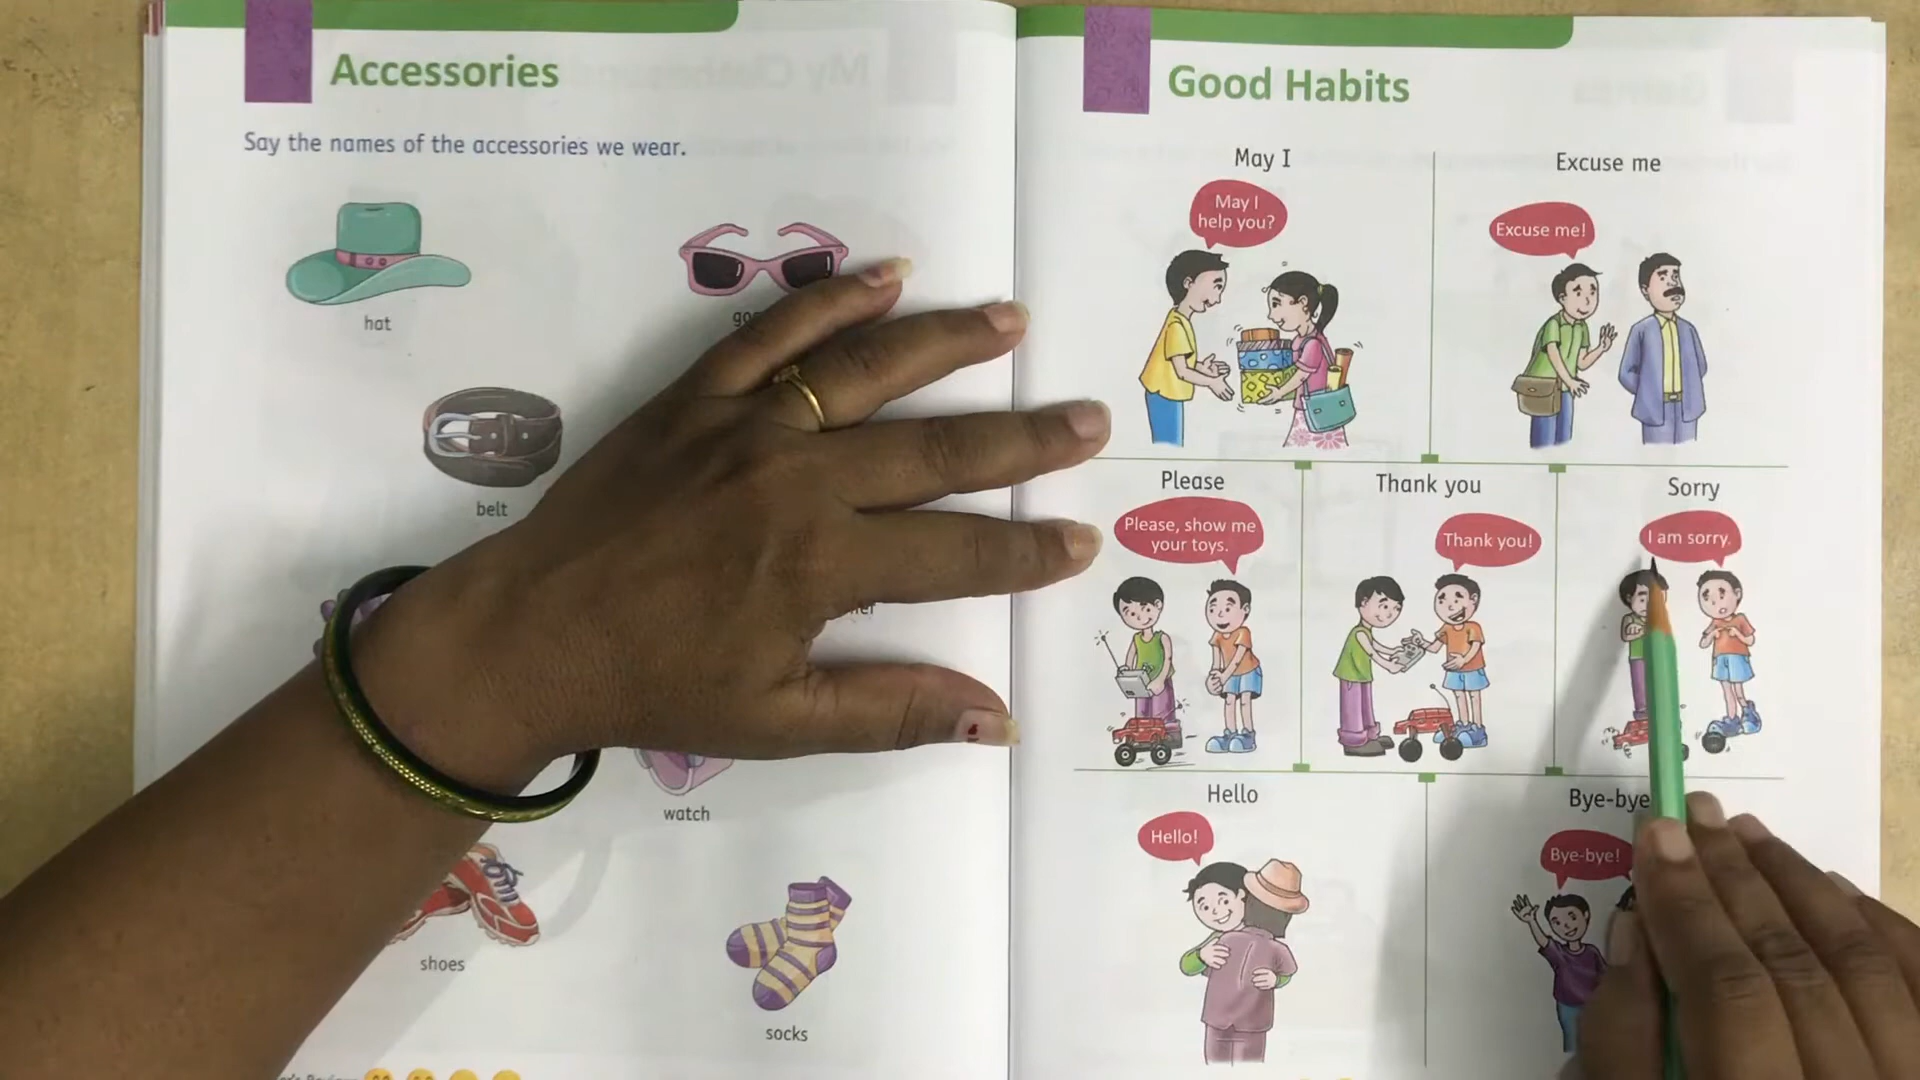 Accessories
Say the names of the accessories we wear.
hat
belt
watch
shoes
socks
Good Habits
May I
May I
help you?
Excuse me
Excuse me!
Please
Please, show me
your toys.
Thank you
Thank you!
Sorry
I am sorry.
Hello
Hello!
Bye-bye
Bye-bye!